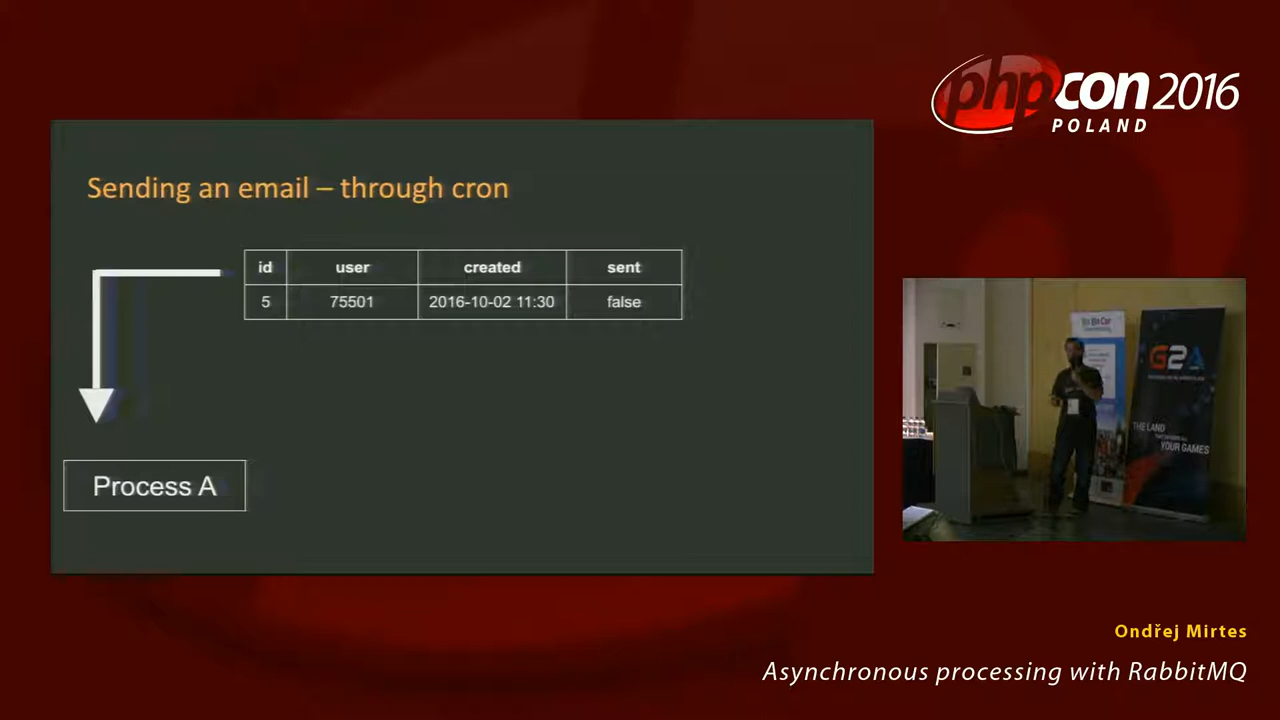 phpcon 2016
POLAND
Sending an email – through cron
id user created sent
5 75501 2016-10-02 11:30 false
Process A
G2A
THE LAND
YOUR GAMES
Ondřej Mirtes
Asynchronous processing with RabbitMQ